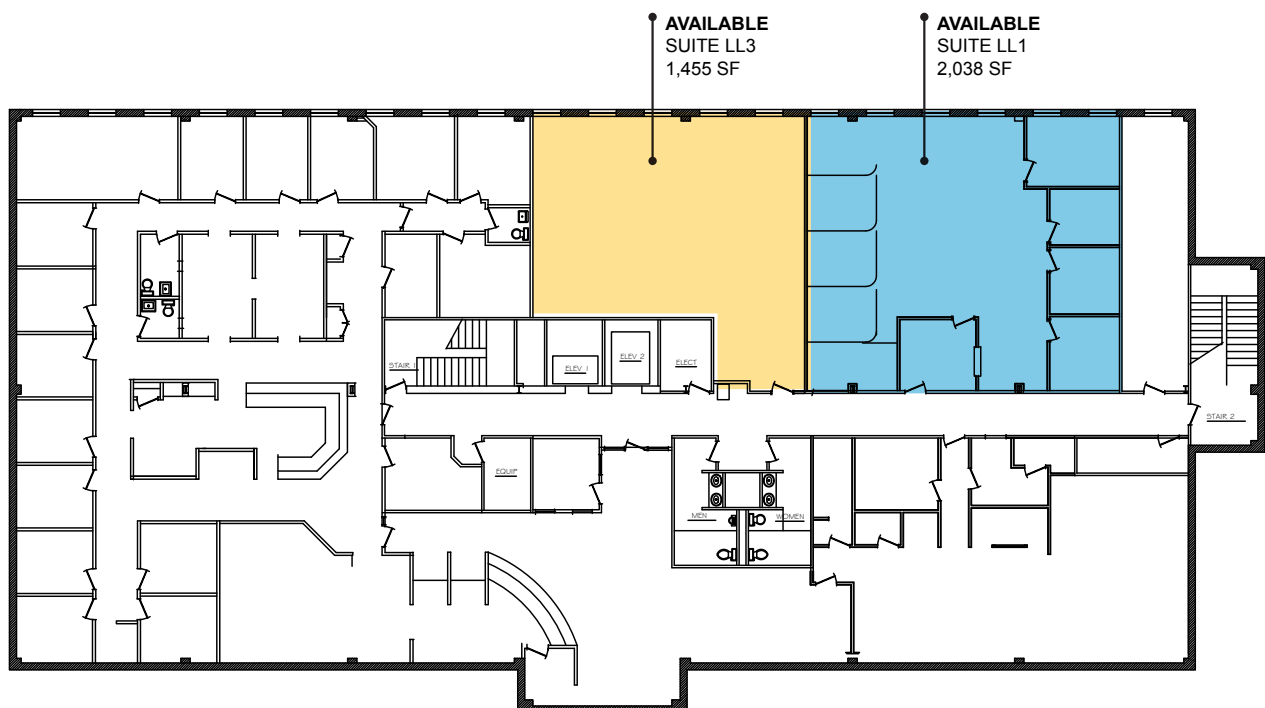 AVAILABLE
SUITE LL3
1,455 SF
AVAILABLE
SUITE LL1
2,038 SF
STAIR 1
ELEV 1
ELEV 2
ELECT
STAIR 2
EQUIP
MEN
WOMEN